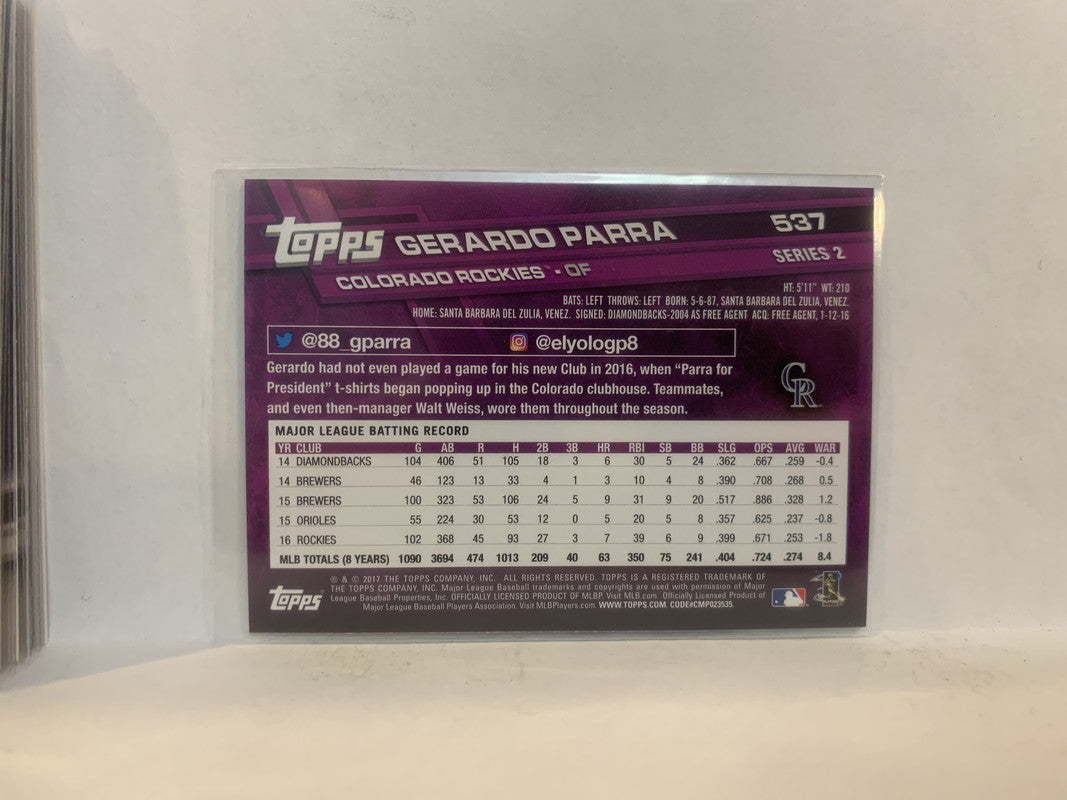 TOPPS GERARDO PARRA 537
COLORADO ROCKIES™ - OF SERIES 2
HT: 5'11" WT: 210
BATS: LEFT THROWS: LEFT BORN: 5-6-87, SANTA BARBARA DEL ZULIA, VENEZ.
HOME: SANTA BARBARA DEL ZULIA, VENEZ. SIGNED: DIAMONDBACKS-2004 AS FREE AGENT ACQ: FREE AGENT, 1-12-16
@88_gparra @elyologp8
Gerardo had not even played a game for his new Club in 2016, when “Parra for
President” t-shirts began popping up in the Colorado clubhouse. Teammates,
and even then-manager Walt Weiss, wore them throughout the season.
CR
MAJOR LEAGUE BATTING RECORD
YR CLUB G AB R H 2B 3B HR RBI SB BB SLG OPS AVG WAR
14 DIAMONDBACKS 104 406 51 105 18 3 6 30 5 24 .362 .667 .259 -0.4
14 BREWERS 46 123 13 33 4 1 3 10 4 8 .390 .708 .268 0.5
15 BREWERS 100 323 53 106 24 5 9 31 9 20 .517 .886 .328 1.2
15 ORIOLES 55 224 30 53 12 0 5 20 5 8 .357 .625 .237 -0.8
16 ROCKIES 102 368 45 93 27 3 7 39 6 9 .399 .671 .253 -1.8
MLB TOTALS (8 YEARS) 1090 3694 474 1013 209 40 63 350 75 241 .404 .724 .274 8.4
® & © 2017 THE TOPPS COMPANY, INC. ALL RIGHTS RESERVED. TOPPS IS A REGISTERED TRADEMARK OF
THE TOPPS COMPANY, INC. Major League Baseball trademarks and copyrights are used with permission of Major
League Baseball Properties, Inc. OFFICIALLY LICENSED PRODUCT OF MLBP. Visit MLB.com Officially Licensed Product of
Major League Baseball Players Association. Visit MLBPlayers.com WWW.TOPPS.COM. CODE#CMP023535.
TOPPS